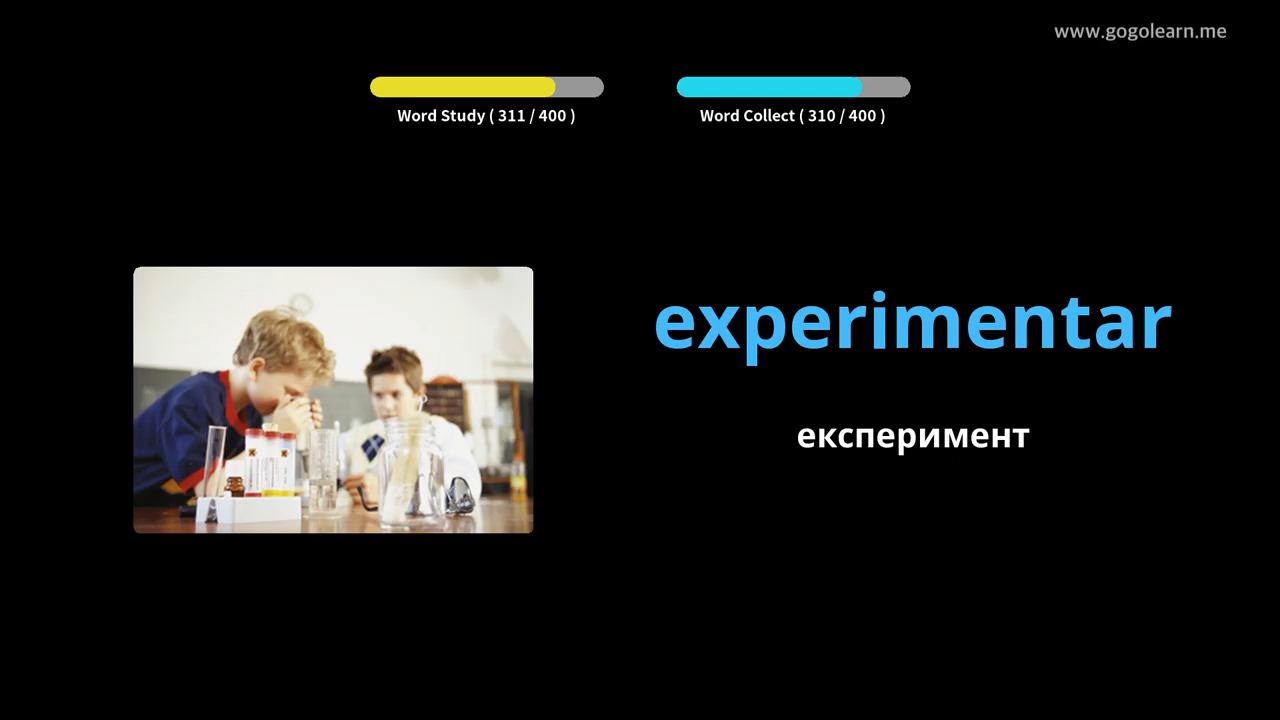 www.gogolearn.me
Word Study ( 311 / 400 )
Word Collect ( 310 / 400 )
experimentar
експеримент